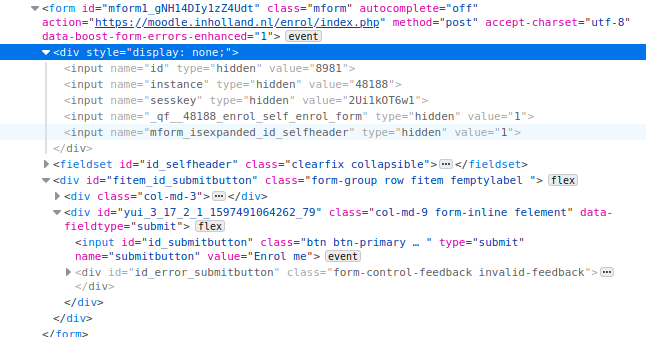 <form id="mform1_gNH14DIy1zZ4Udt" class="mform" autocomplete="off"
action="https://moodle.inholland.nl/enrol/index.php" method="post" accept-charset="utf-8"
data-boost-form-errors-enhanced="1"> event
<div style="display: none;">
<input name="id" type="hidden" value="8981">
<input name="instance" type="hidden" value="48188">
<input name="sesskey" type="hidden" value="2Ui1kOT6w1">
<input name="_qf__48188_enrol_self_enrol_form" type="hidden" value="1">
<input name="mform_isexpanded_id_selfheader" type="hidden" value="1">
</div>
<fieldset id="id_selfheader" class="clearfix collapsible"> ... </fieldset>
<div id="fitem_id_submitbutton" class="form-group row fitem femptylabel "> flex
<div class="col-md-3"> ... </div>
<div id="yui_3_17_2_1_1597491064262_79" class="col-md-9 form-inline felement" data-
fieldtype="submit"> flex
<input id="id_submitbutton" class="btn btn-primary … " type="submit"
name="submitbutton" value="Enrol me"> event
<div id="id_error_submitbutton" class="form-control-feedback invalid-feedback"> ...
</div>
</div>
</div>
</form>